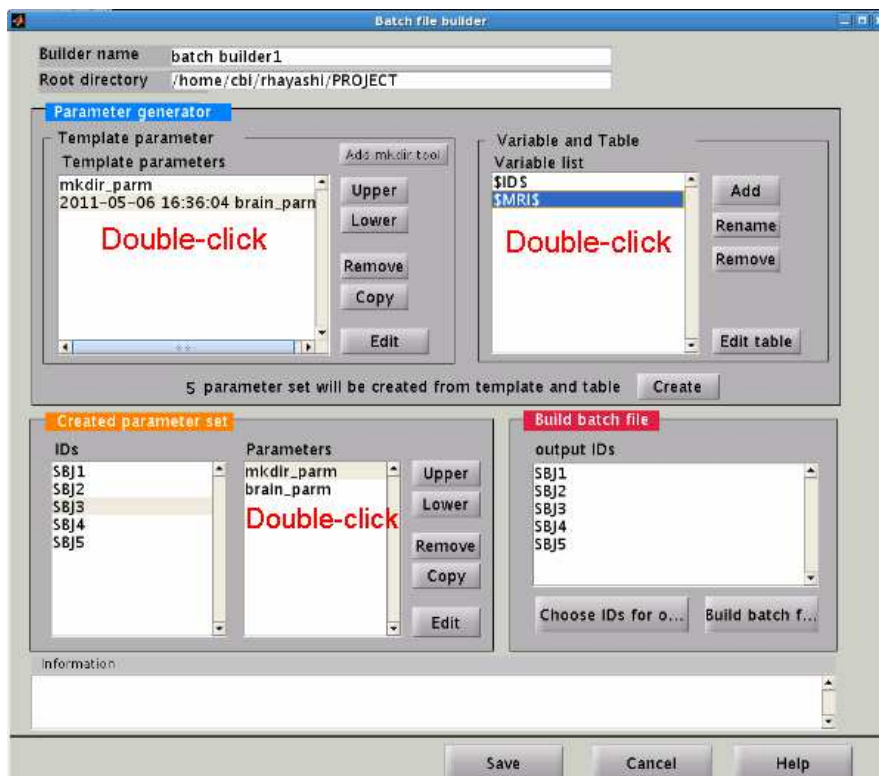 Batch file builder
Builder name batch builder1
Root directory /home/cbi/rhayashi/PROJECT
Parameter generator
Template parameter
Template parameters
Add mkdir tool
mkdir_parm
2011-05-06 16:36:04 brain_parm
Double-click
Upper
Lower
Remove
Copy
Edit
Variable and Table
Variable list
$ID$
$MRI$
Double-click
Add
Rename
Remove
Edit table
5 parameter set will be created from template and table Create
Created parameter set
IDs
SBJ1
SBJ2
SBJ3
SBJ4
SBJ5
Parameters
mkdir_parm
brain_parm
Double-click
Upper
Lower
Remove
Copy
Edit
Build batch file
output IDs
SBJ1
SBJ2
SBJ3
SBJ4
SBJ5
Choose IDs for o...
Build batch f...
Information
Save Cancel Help